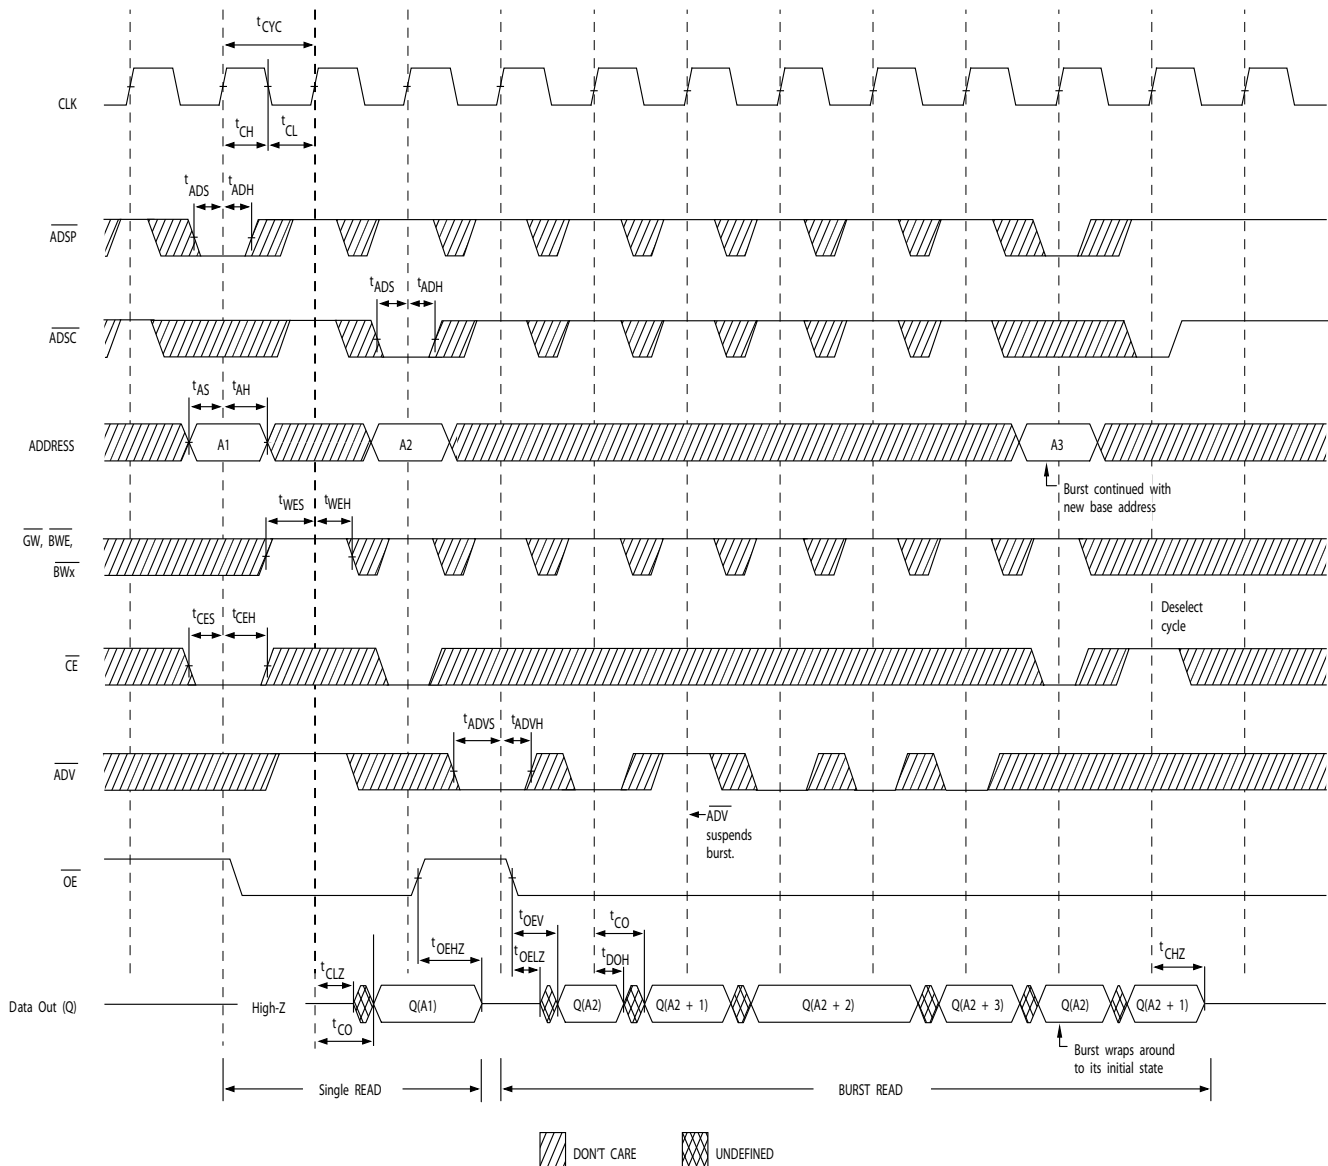 tCYC
CLK
tCH
tCL
tADS
tADH
ADSP
tADS
tADH
ADSC
tAS
tAH
ADDRESS
A1
A2
A3
Burst continued with
new base address
tWES
tWEH
GW, BWE,
BWx
tCES
tCEH
Deselect
cycle
CE
tADVS
tADVH
ADV
ADV
suspends
burst.
OE
tOEV
tCO
tOEHZ
tOELZ
tDOH
tCHZ
tCLZ
Data Out (Q)
High-Z
Q(A1)
Q(A2)
Q(A2 + 1)
Q(A2 + 2)
Q(A2 + 3)
Q(A2)
Q(A2 + 1)
tCO
Burst wraps around
to its initial state
Single READ
BURST READ
DON'T CARE
UNDEFINED